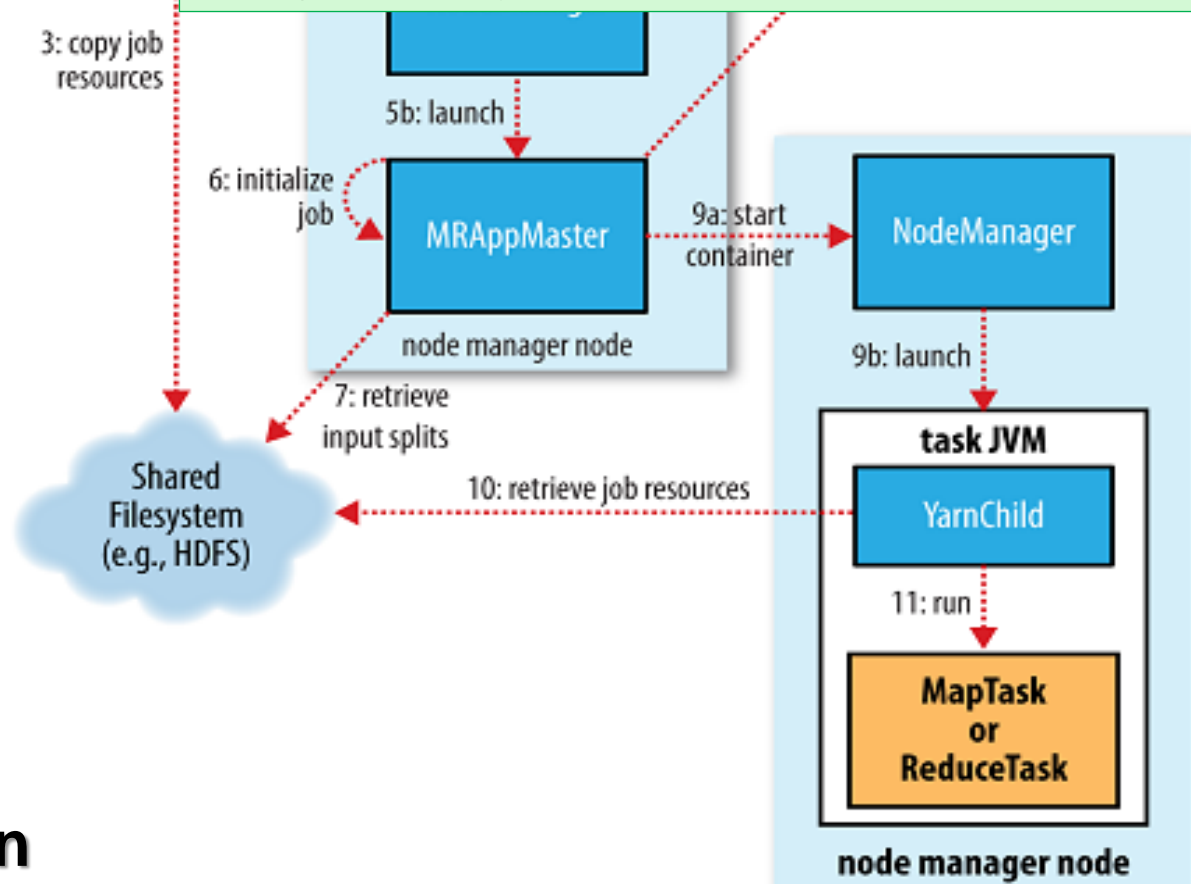 3: copy job
resources
5b: launch
6: initialize
job
MRAppMaster
9a: start
container
NodeManager
node manager node
9b: launch
7: retrieve
input splits
task JVM
Shared
Filesystem
(e.g., HDFS)
10: retrieve job resources
YarnChild
11: run
MapTask
or
ReduceTask
n
node manager node